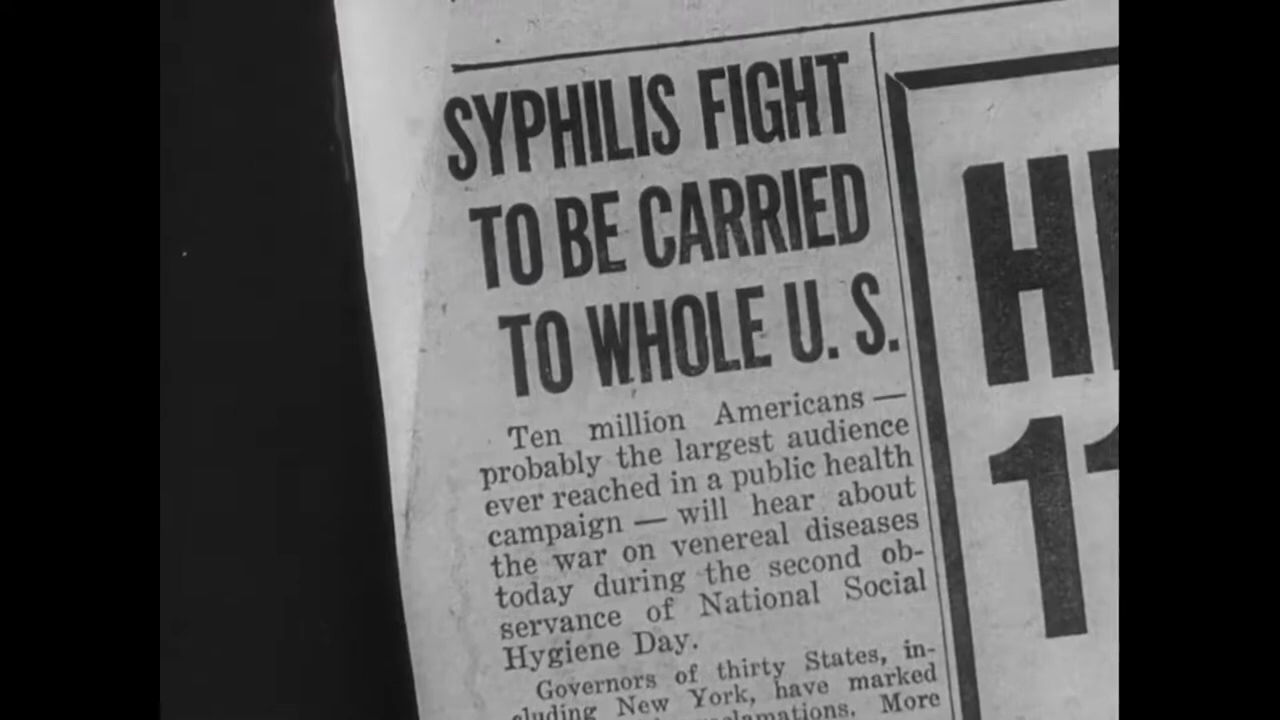 SYPHILIS FIGHT
TO BE CARRIED
TO WHOLE U. S.
Ten million Americans —
probably the largest audience
ever reached in a public health
campaign — will hear about
the war on venereal diseases
today during the second ob-
servance of National Social
Hygiene Day.
Governors of thirty States, in-
cluding New York, have marked
More
H
1